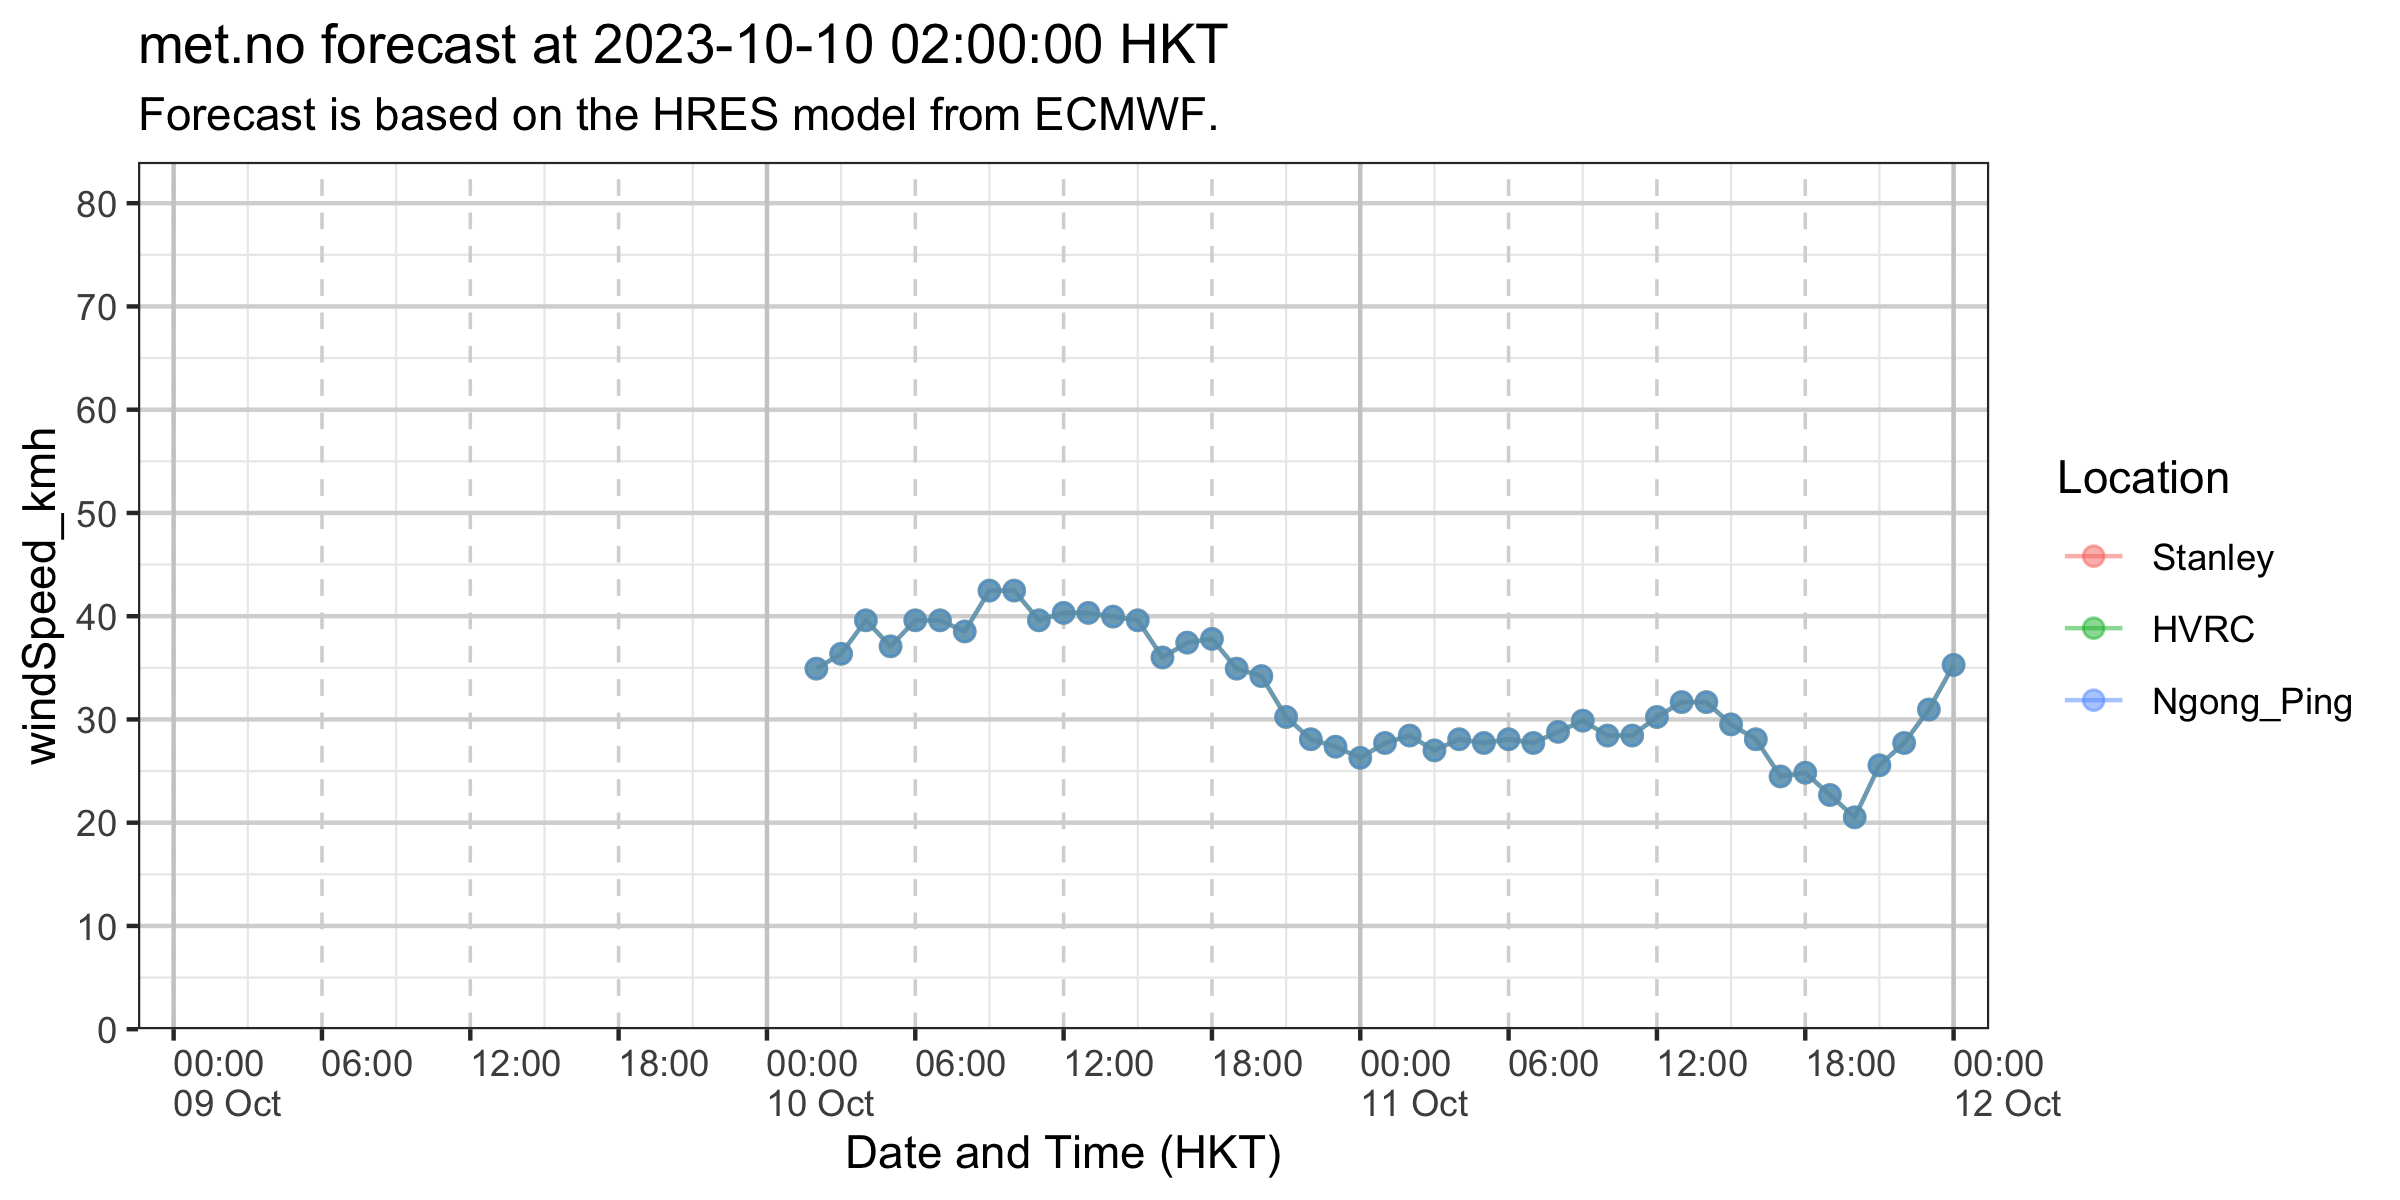 met.no forecast at 2023-10-10 02:00:00 HKT
Forecast is based on the HRES model from ECMWF.
windSpeed_kmh
80
70
60
50
40
30
20
10
0
00:00 06:00 12:00 18:00 00:00 06:00 12:00 18:00 00:00 06:00 12:00 18:00 00:00
09 Oct 10 Oct 11 Oct 12 Oct
Date and Time (HKT)
Location
Stanley
HVRC
Ngong_Ping